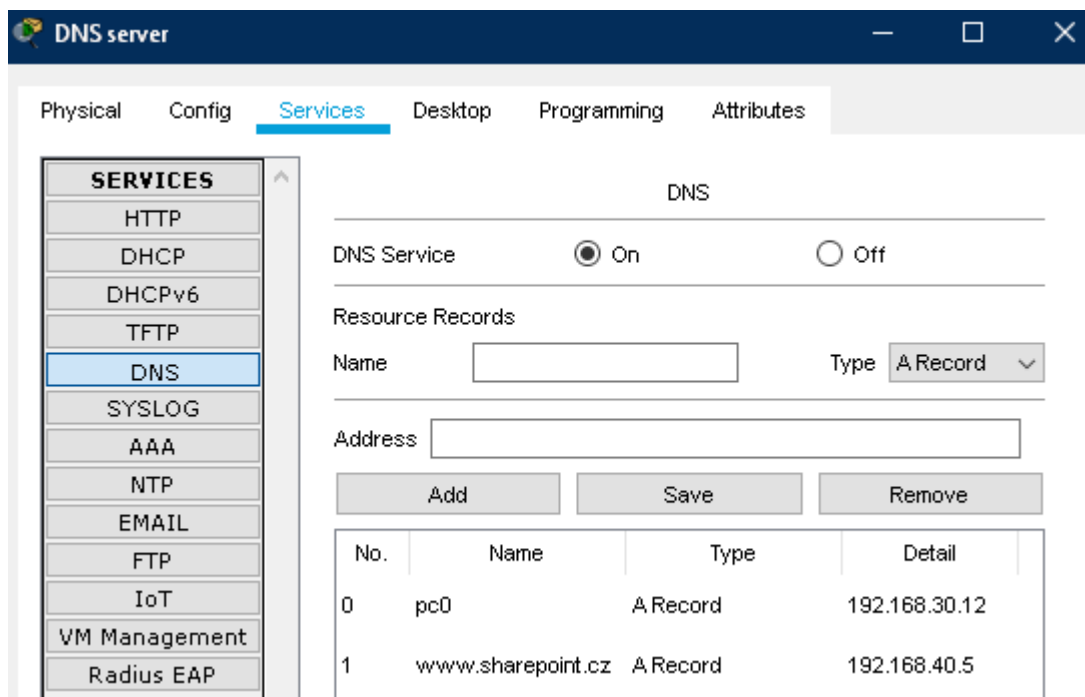 DNS server
Physical Config Services Desktop Programming Attributes
SERVICES
HTTP
DHCP
DHCPv6
TFTP
DNS
SYSLOG
AAA
NTP
EMAIL
FTP
IoT
VM Management
Radius EAP
DNS
DNS Service On Off
Resource Records
Name Type A Record
Address
Add Save Remove
No. Name Type Detail
0 pc0 A Record 192.168.30.12
1 www.sharepoint.cz A Record 192.168.40.5